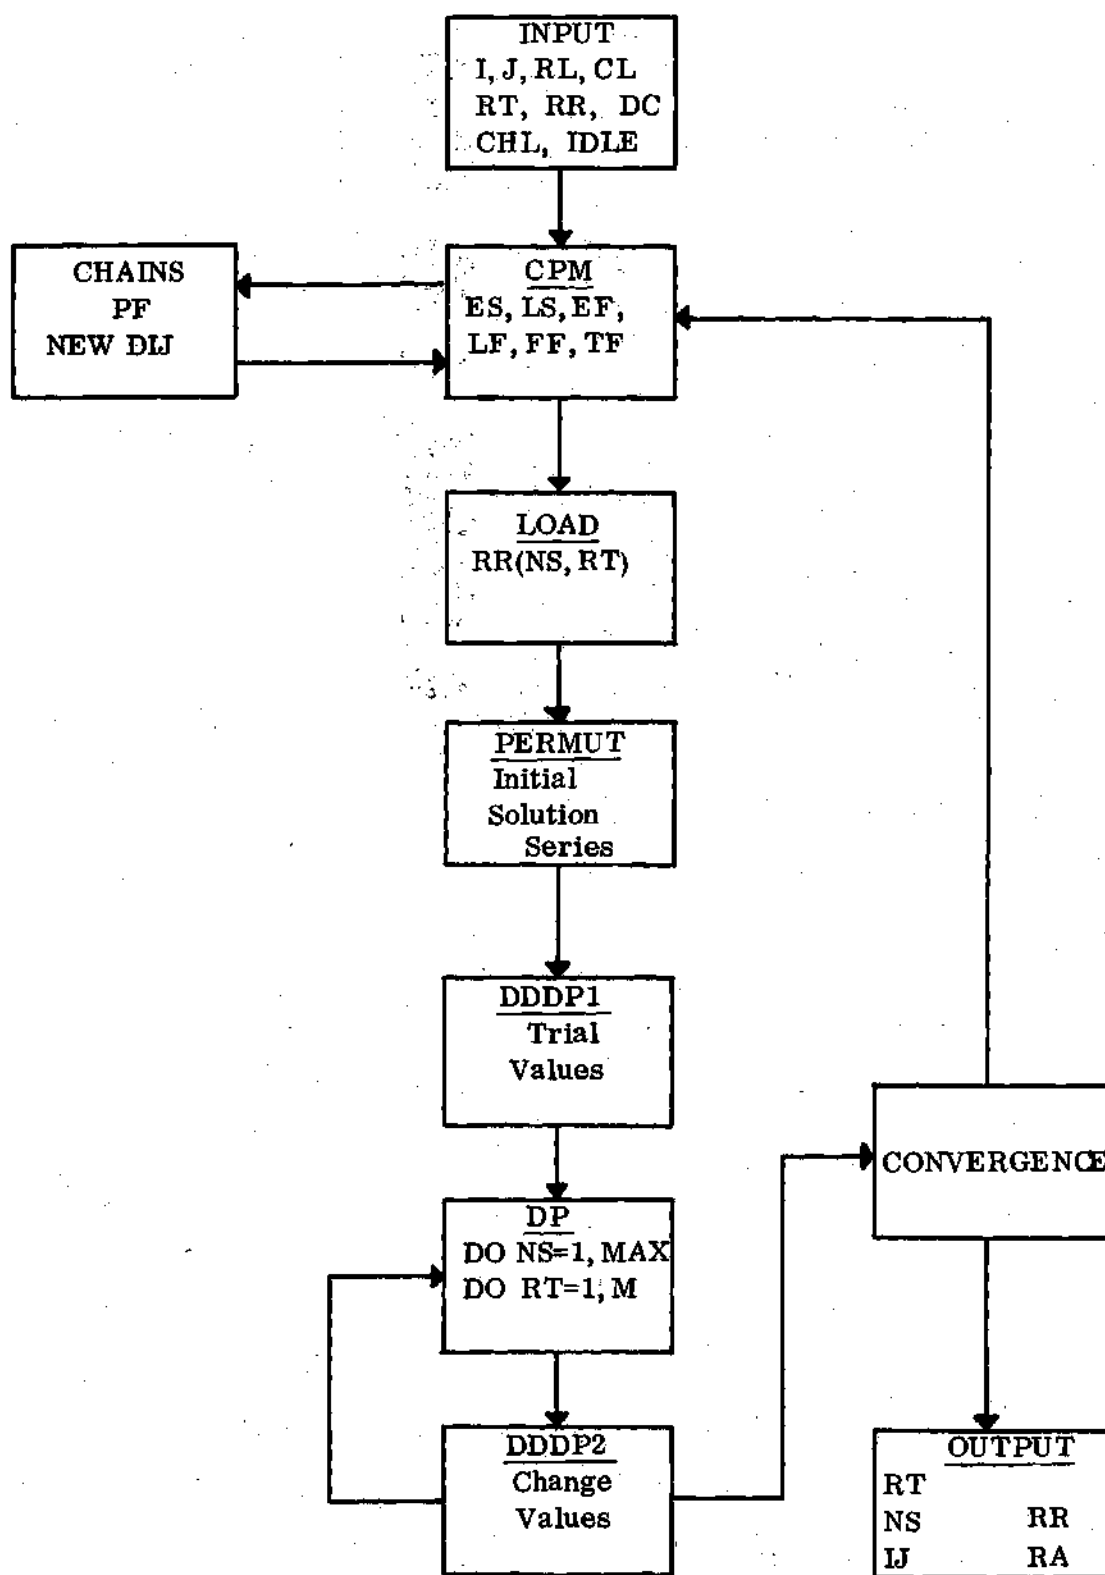 INPUT
I, J, RL, CL
RT, RR, DC
CHL, IDLE
CHAINS
PF
NEW DIJ
CPM
ES, LS, EF,
LF, FF, TF
LOAD
RR(NS, RT)
PERMUT
Initial
Solution
Series
DDDP1
Trial
Values
DP
DO NS=1, MAX
DO RT=1, M
DDDP2
Change
Values
CONVERGENCE
OUTPUT
RT
NS RR
IJ RA